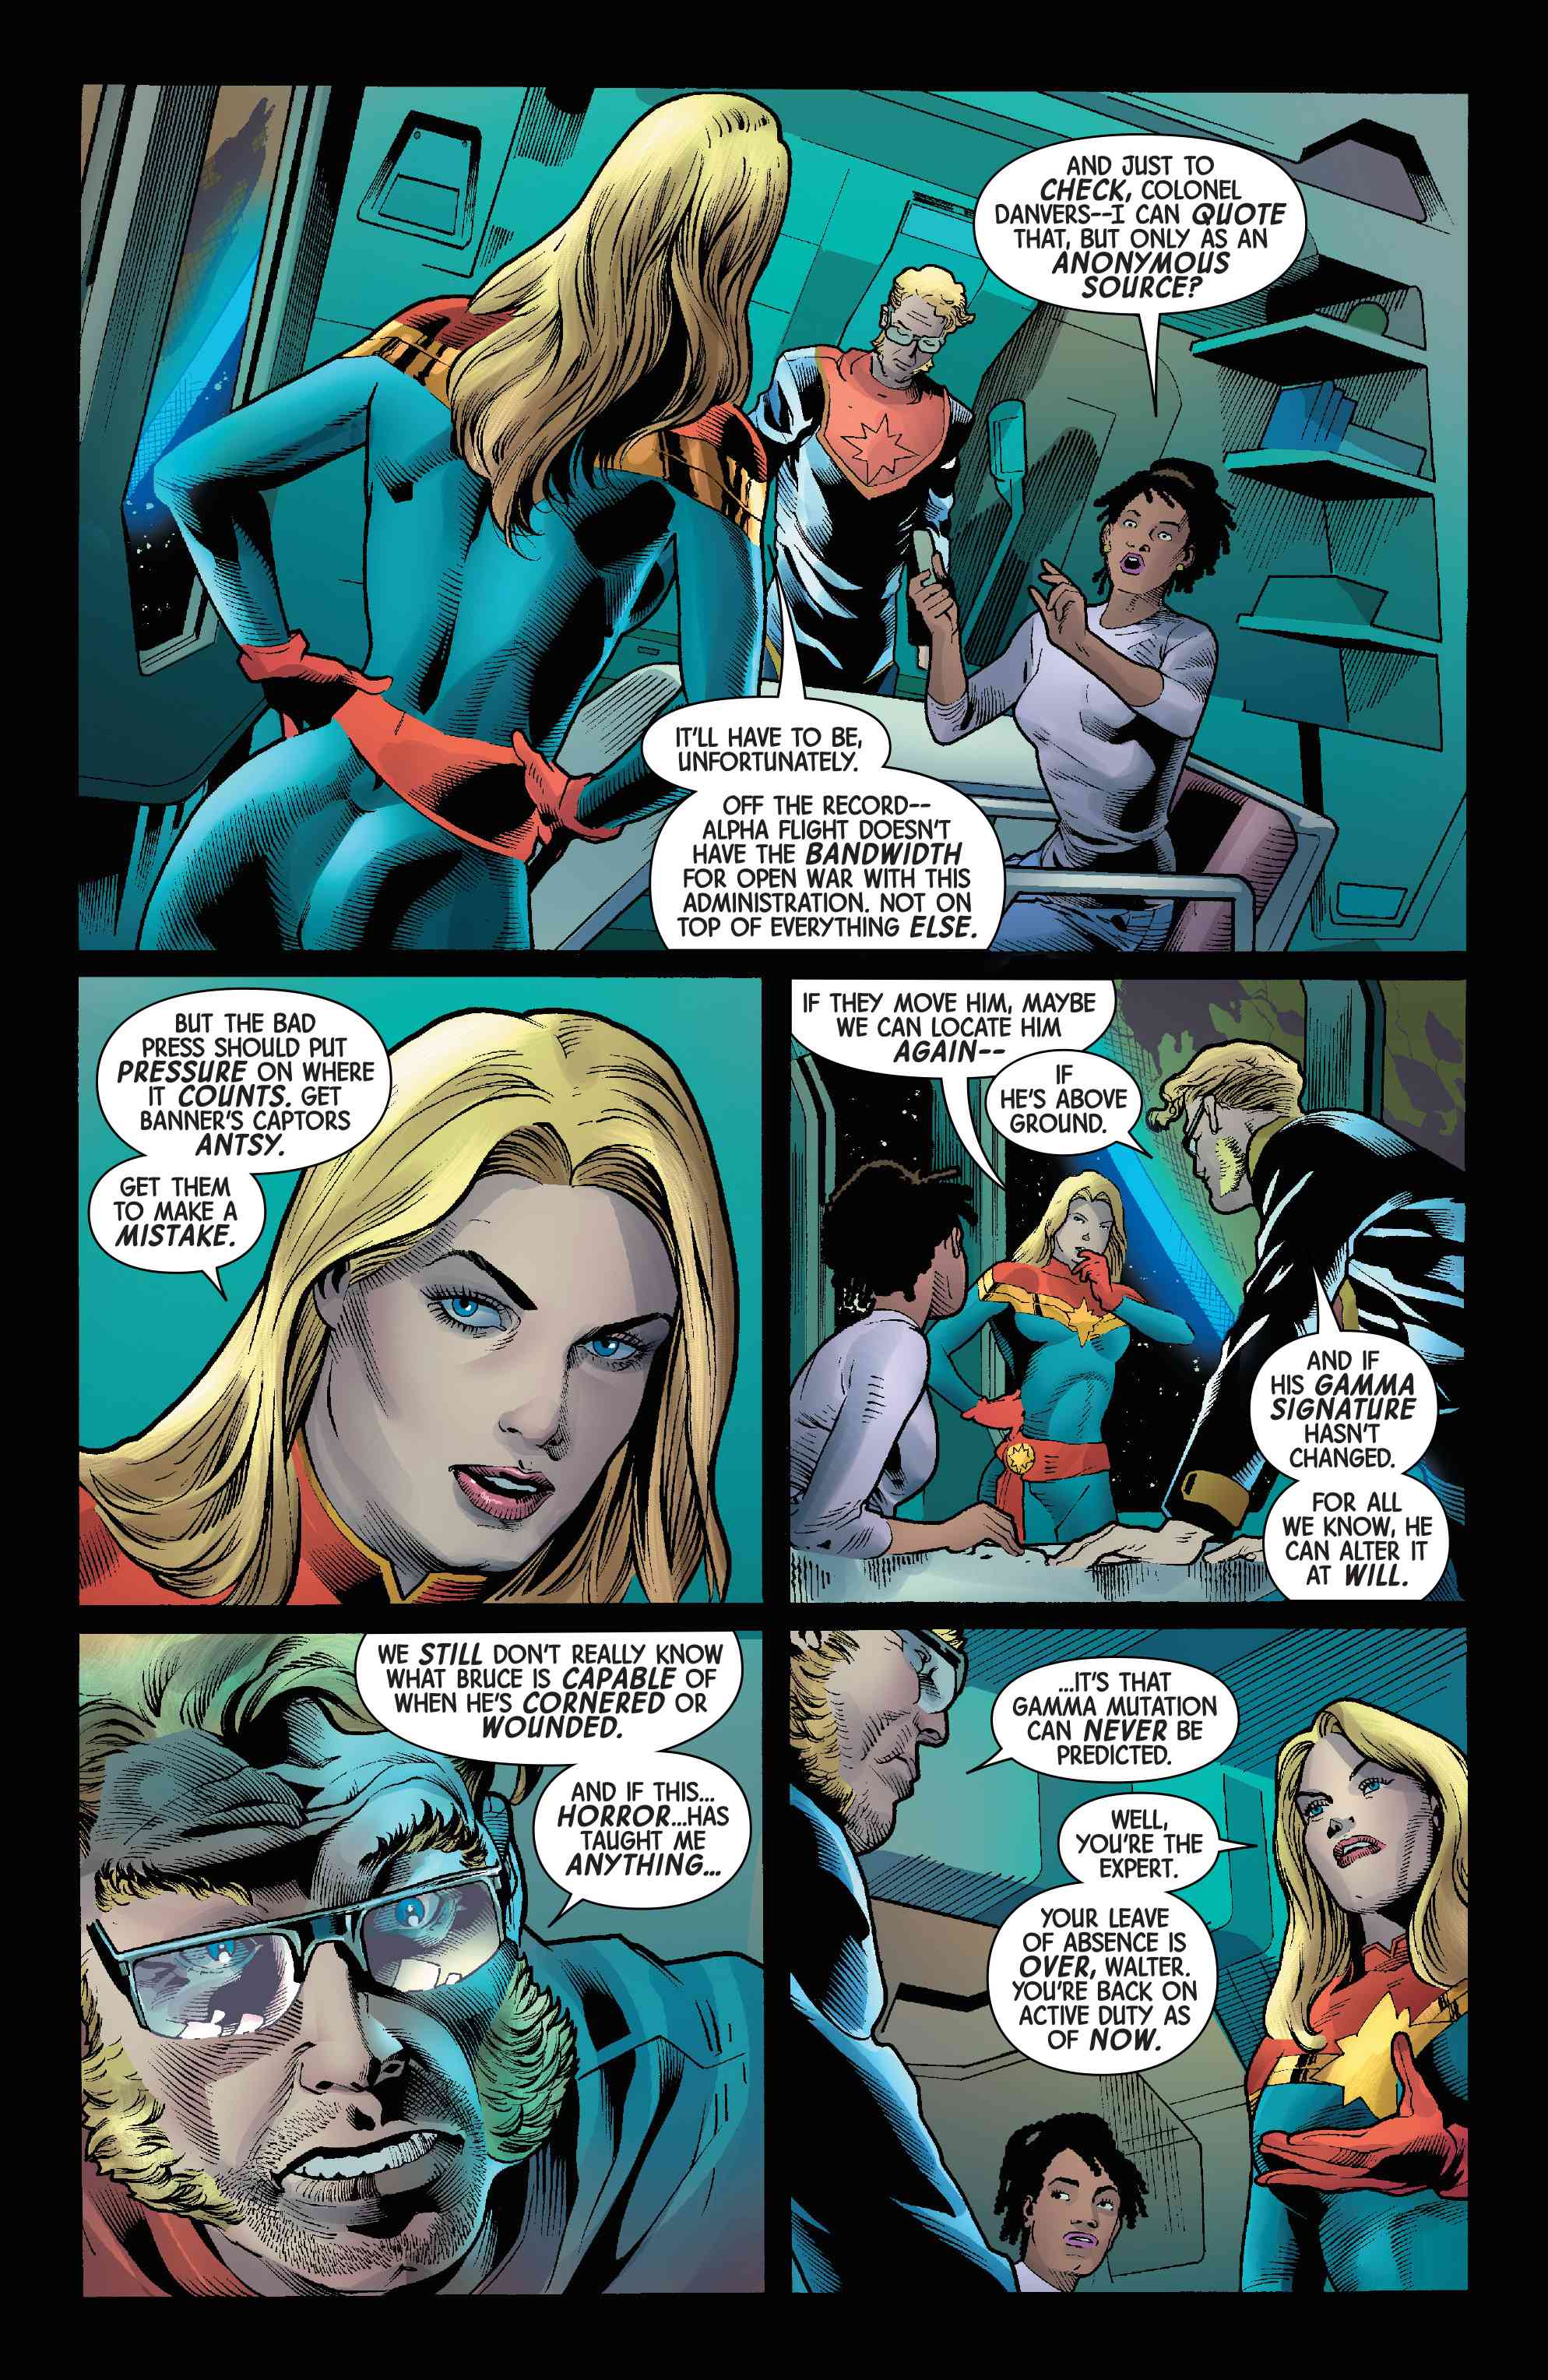 AND JUST TO
CHECK, COLONEL
DANVERS--I CAN QUOTE
THAT, BUT ONLY AS AN
ANONYMOUS
SOURCE?
IT'LL HAVE TO BE,
UNFORTUNATELY.
OFF THE RECORD--
ALPHA FLIGHT DOESN'T
HAVE THE BANDWIDTH
FOR OPEN WAR WITH THIS
ADMINISTRATION. NOT ON
TOP OF EVERYTHING ELSE.
BUT THE BAD
PRESS SHOULD PUT
PRESSURE ON WHERE
IT COUNTS. GET
BANNER'S CAPTORS
ANTSY.
GET THEM
TO MAKE A
MISTAKE.
IF THEY MOVE HIM, MAYBE
WE CAN LOCATE HIM
AGAIN--
IF
HE'S ABOVE
GROUND.
AND IF
HIS GAMMA
SIGNATURE
HASN'T
CHANGED.
FOR ALL
WE KNOW, HE
CAN ALTER IT
AT WILL.
WE STILL DON'T REALLY KNOW
WHAT BRUCE IS CAPABLE OF
WHEN HE'S CORNERED OR
WOUNDED.
AND IF THIS...
HORROR...HAS
TAUGHT ME
ANYTHING...
...IT'S THAT
GAMMA MUTATION
CAN NEVER BE
PREDICTED.
WELL,
YOU'RE THE
EXPERT.
YOUR LEAVE
OF ABSENCE IS
OVER, WALTER.
YOU'RE BACK ON
ACTIVE DUTY AS
OF NOW.